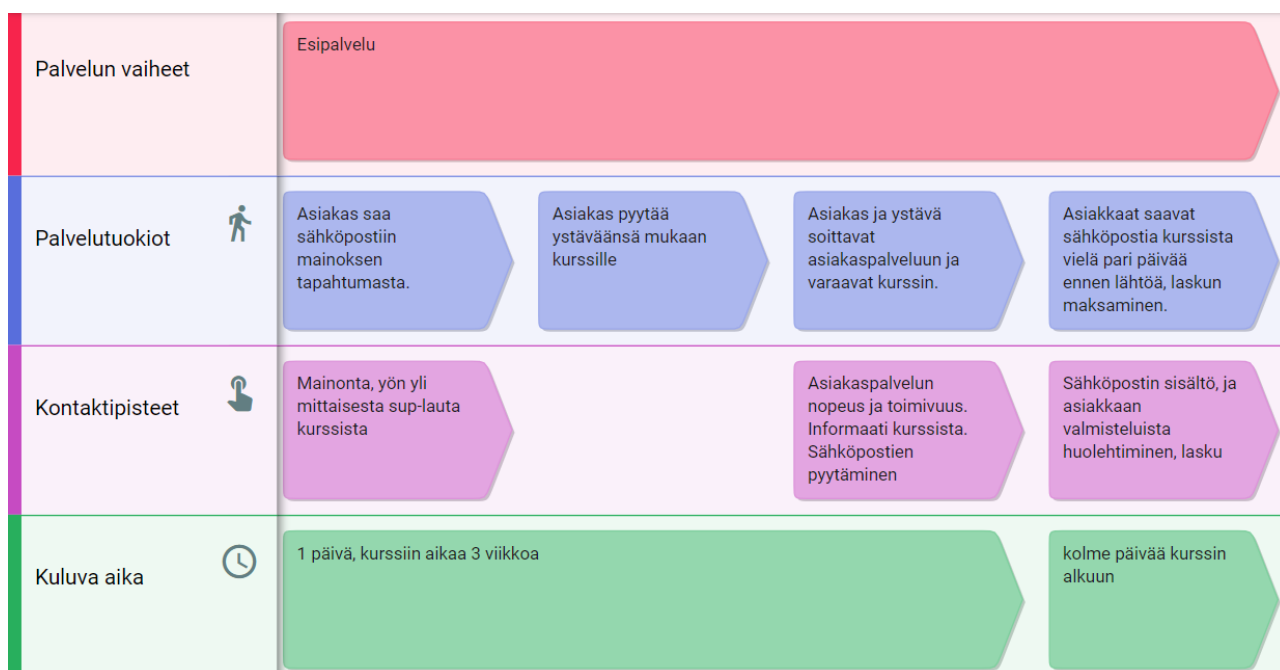 Palvelun vaiheet
Esipalvelu
Palvelutuokiot
Asiakas saa
sähköpostiin
mainoksen
tapahtumasta.
Asiakas pyytää
ystäväänsä mukaan
kurssille
Asiakas ja ystävä
soittavat
asiakaspalveluun ja
varaavat kurssin.
Asiakkaat saavat
sähköpostia kurssista
vielä pari päivää
ennen lähtöä, laskun
maksaminen.
Kontaktipisteet
Mainonta, yön yli
mittaisesta sup-lauta
kurssista
Asiakaspalvelun
nopeus ja toimivuus.
Informaati kurssista.
Sähköpostien
pyytäminen
Sähköpostin sisältö, ja
asiakkaan
valmisteluista
huolehtiminen, lasku
Kuluva aika
1 päivä, kurssiin aikaa 3 viikkoa
kolme päivää kurssin
alkuun